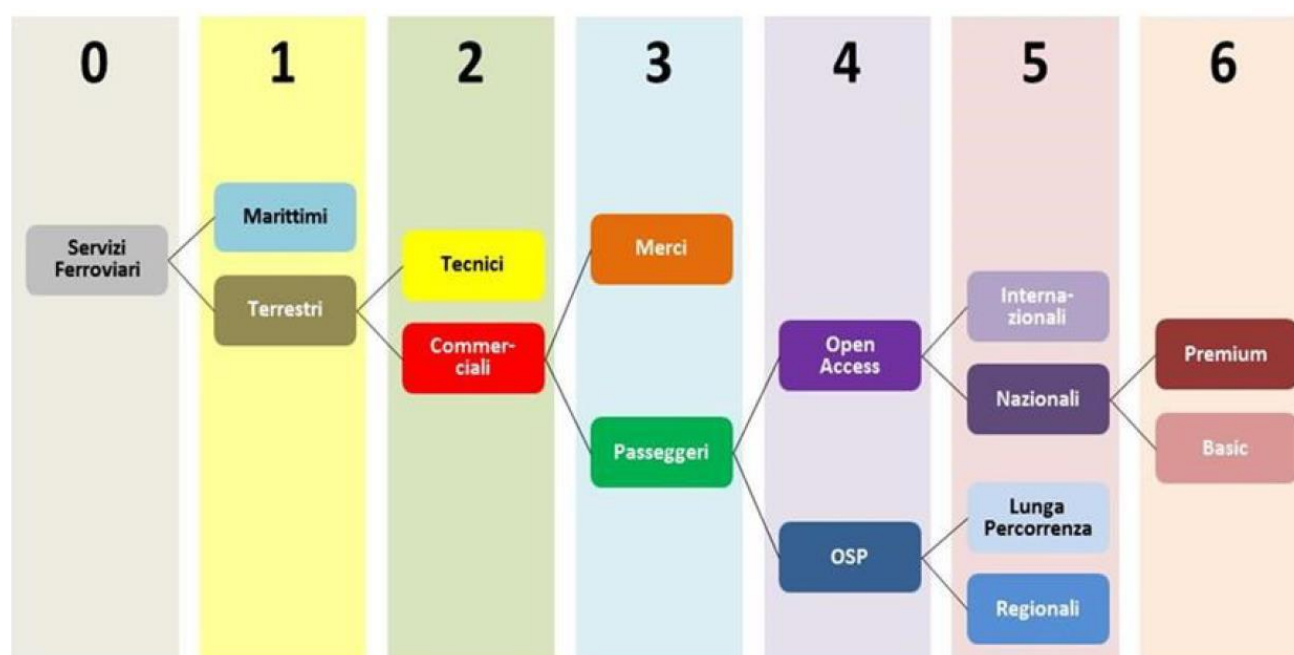 0 1 2 3 4 5 6
Servizi
Ferroviari
Marittimi
Terrestri
Tecnici
Commer-
ciali
Merci
Passeggeri
Open
Access
OSP
Interna-
zionali
Nazionali
Lunga
Percorrenza
Regionali
Premium
Basic